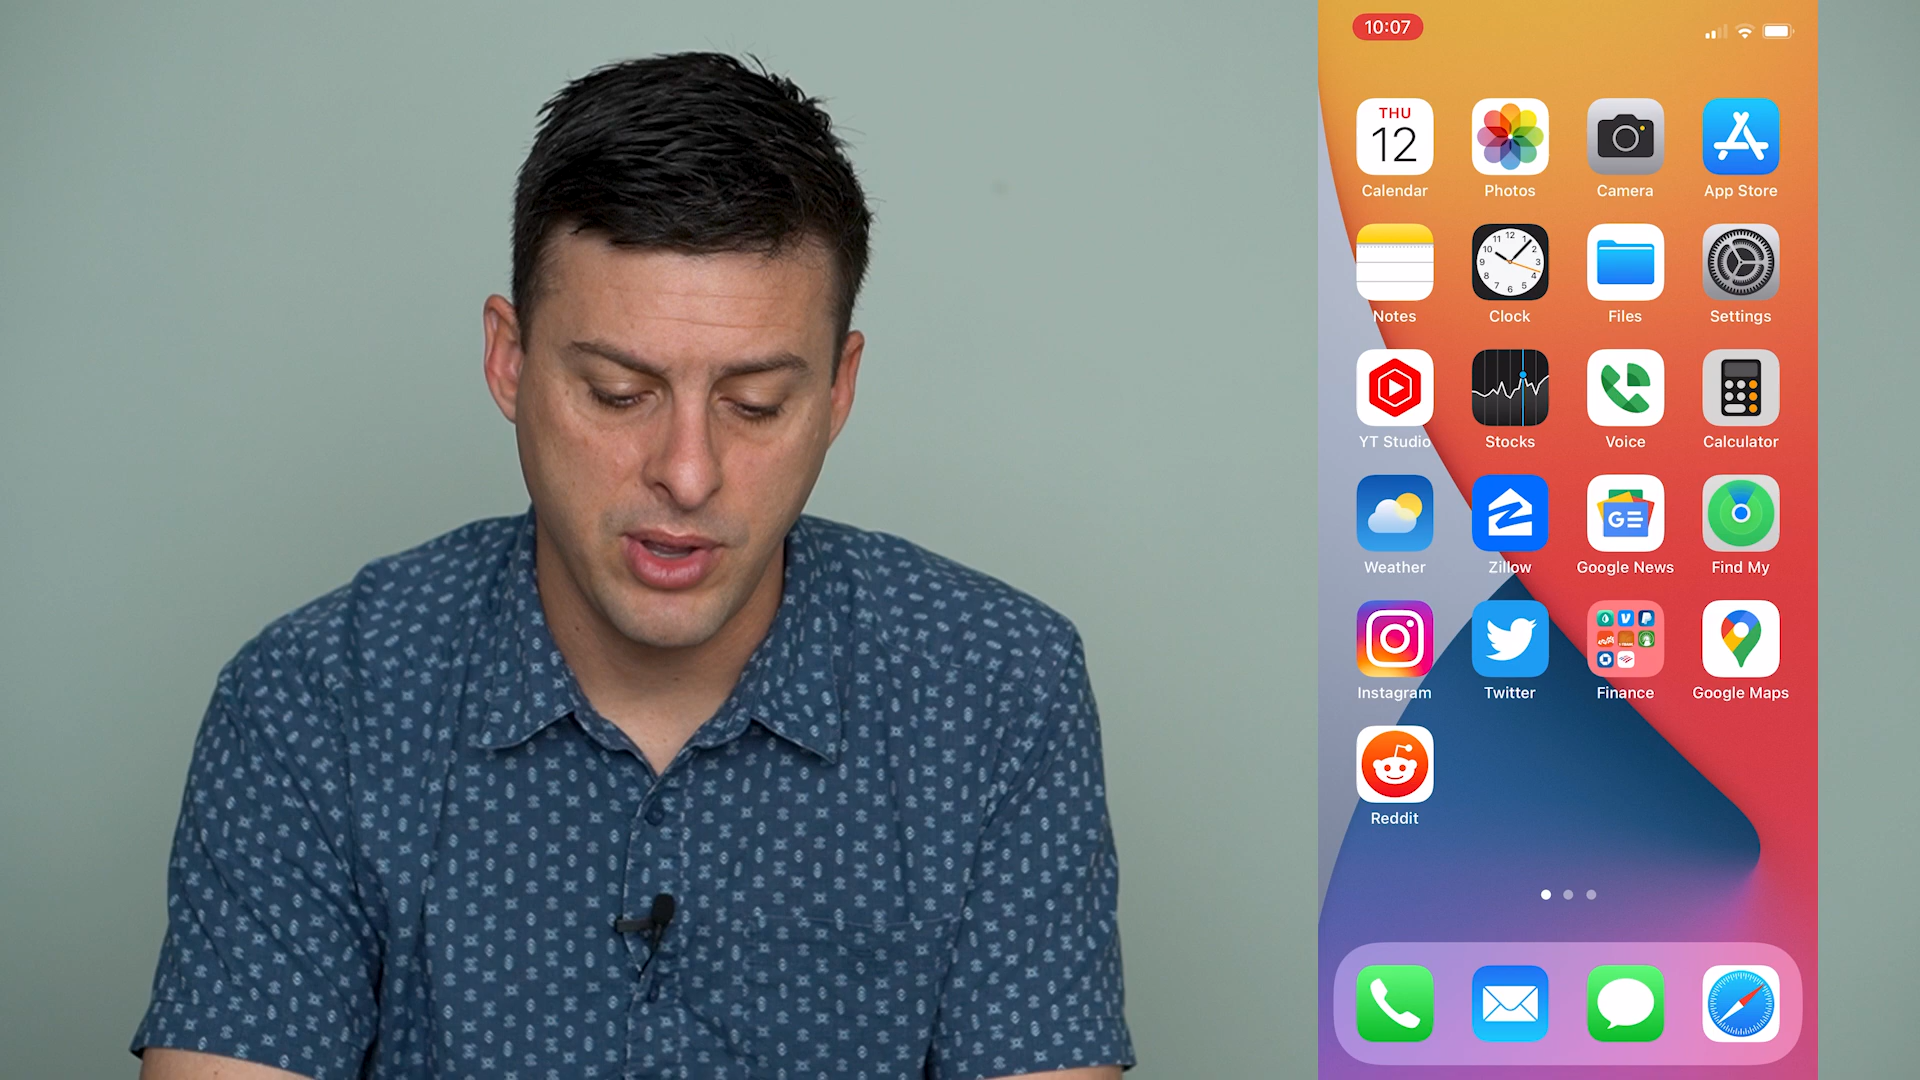 10:07
THU
12
Calendar Photos Camera App Store
Notes Clock Files Settings
YT Studio Stocks Voice Calculator
GE
Weather Zillow Google News Find My
Instagram Twitter Finance Google Maps
Reddit